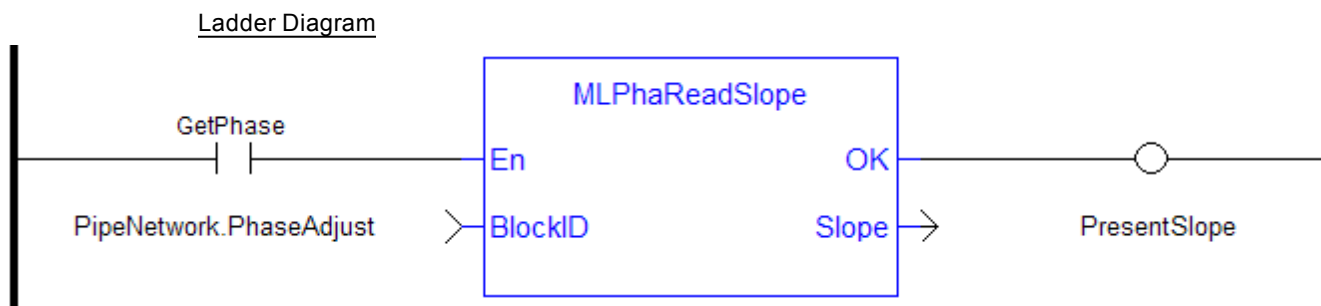 Ladder Diagram
MLPhaReadSlope
GetPhase
En OK
PipeNetwork.PhaseAdjust BlockID Slope PresentSlope